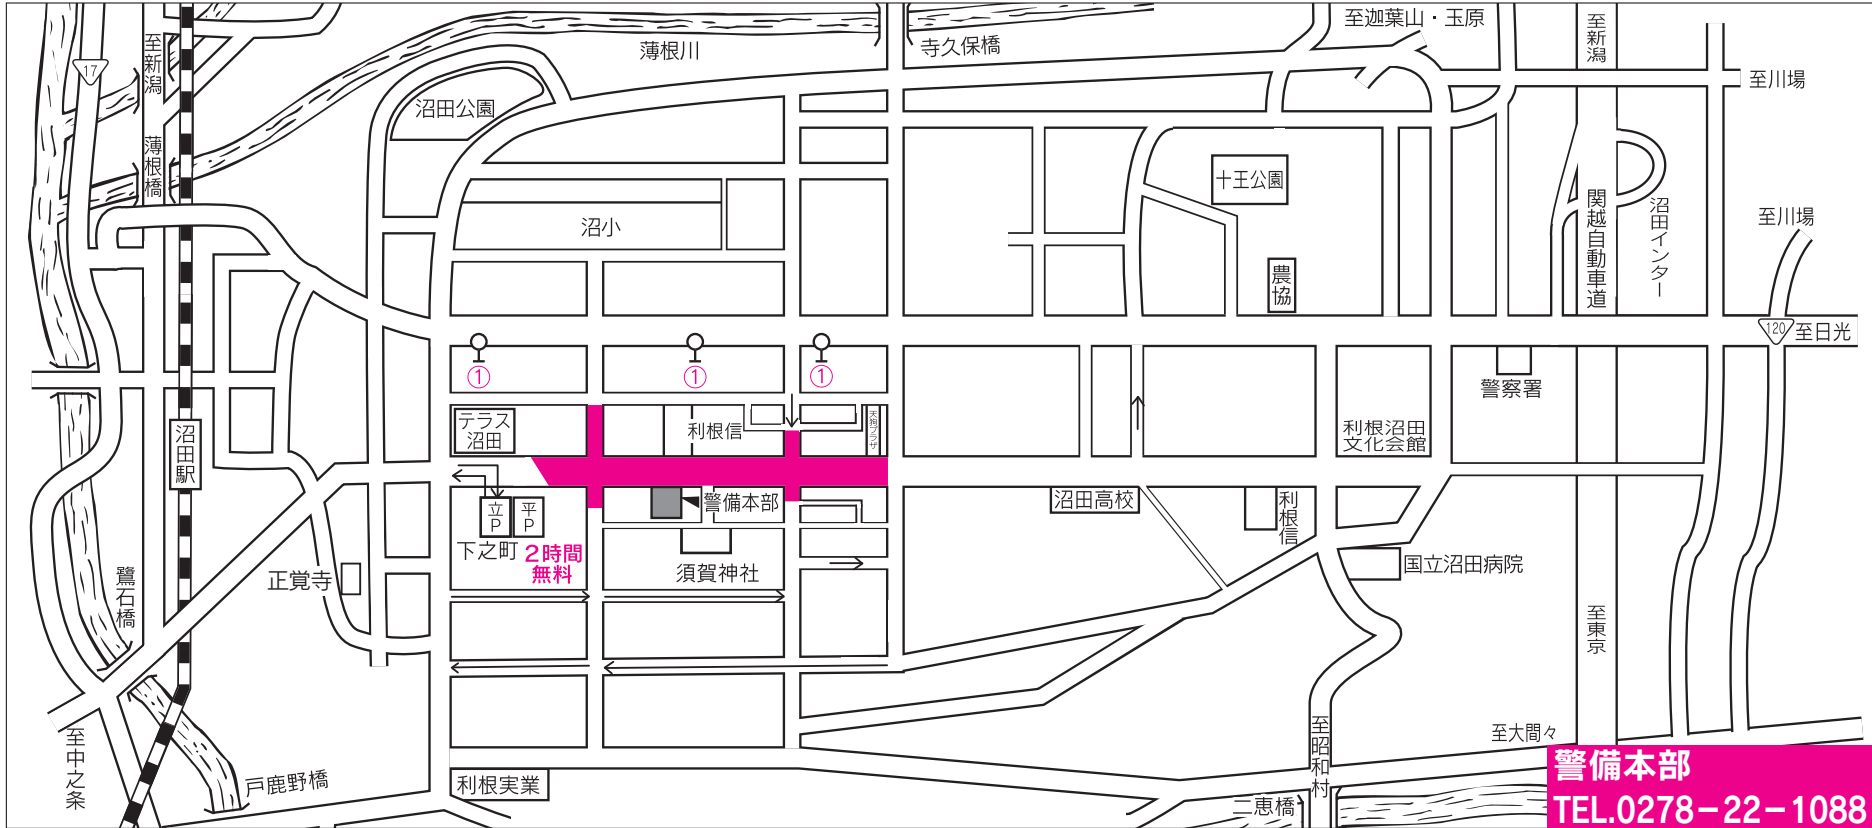 至迦葉山・玉原
至新潟
至新潟
17
薄根川
寺久保橋
至川場
沼田公園
薄根橋
十王公園
関越自動車道
沼田インター
至川場
沼小
農協
120
至日光
①
①
①
警察署
テラス
沼田
利根信
天狗プラザ
利根沼田
文化会館
沼田駅
立P
平P
警備本部
沼田高校
利根信
下之町
2時間
無料
須賀神社
国立沼田病院
正覚寺
鷺石橋
至東京
至中之条
戸鹿野橋
利根実業
至昭和村
至大間々
二恵橋
警備本部
TEL.0278-22-1088